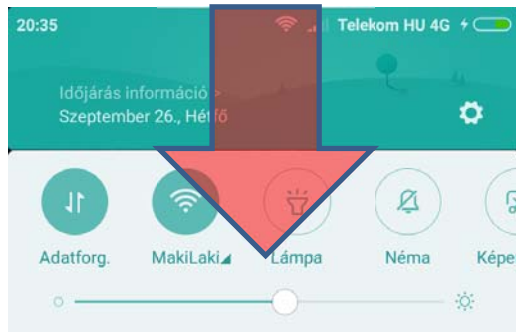 20:35 Telekom HU 4G
Időjárás információ >
Szeptember 26., Hétfő
Adatforg. MakiLaki Lámpa Néma Képe